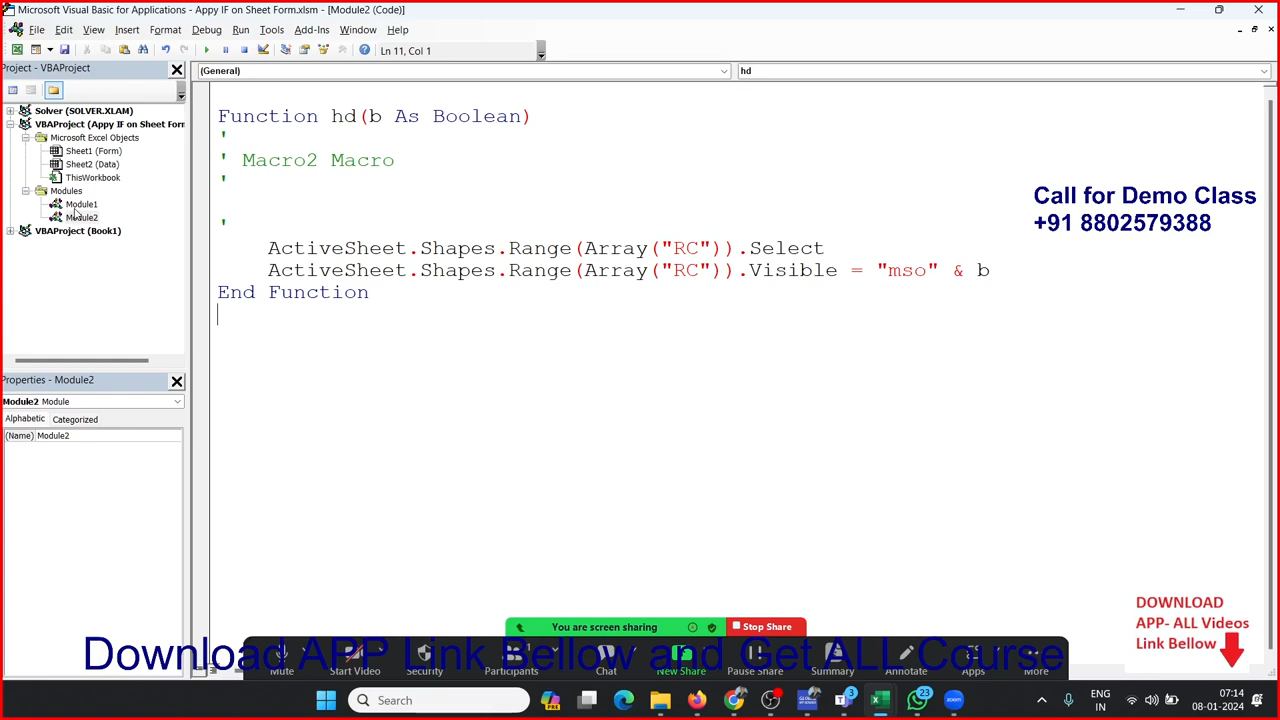 Microsoft Visual Basic for Applications - Appy IF on Sheet Form.xlsm - [Module2 (Code)]
File Edit View Insert Format Debug Run Tools Add-Ins Window Help
Ln 11, Col 1
Project - VBAProject
(General)
hd
Solver (SOLVER.XLAM)
VBAProject (Appy IF on Sheet Form
Microsoft Excel Objects
Sheet1 (Form)
Sheet2 (Data)
ThisWorkbook
Modules
Module1
Module2
VBAProject (Book1)
Function hd(b As Boolean)
'
' Macro2 Macro
'
'
ActiveSheet.Shapes.Range(Array("RC")).Select
ActiveSheet.Shapes.Range(Array("RC")).Visible = "mso" & b
End Function
Call for Demo Class
+91 8802579388
Properties - Module2
Module2 Module
Alphabetic Categorized
(Name) Module2
DOWNLOAD
APP- ALL Videos
Link Bellow
You are screen sharing
Stop Share
Download APP Link Bellow and Get ALL Course
Mute Start Video Security Participants Chat New Share Pause Share Summary Annotate Apps More
Search
PRE
3
23
ENG
IN
07:14
08-01-2024